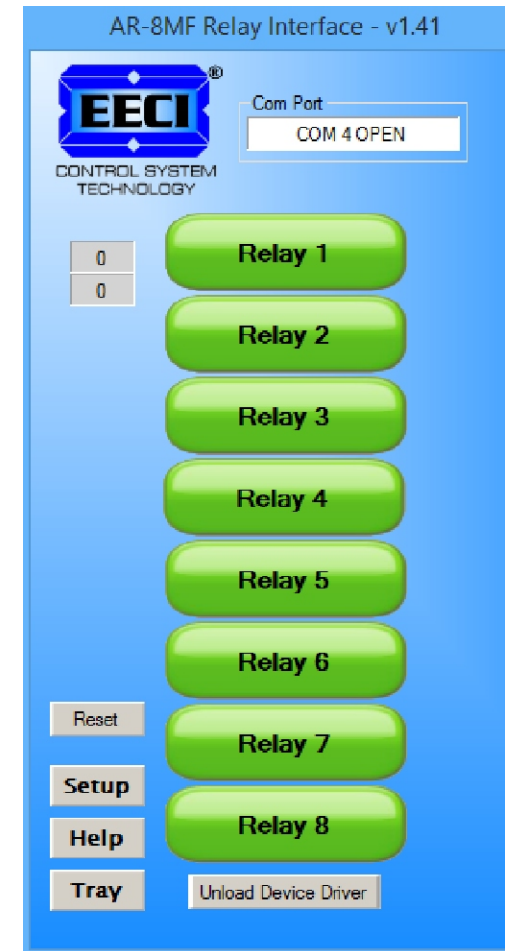 AR-8MF Relay Interface - v1.41
®
EECI
CONTROL SYSTEM
TECHNOLOGY
Com Port
COM 4 OPEN
0
0
Relay 1
Relay 2
Relay 3
Relay 4
Relay 5
Relay 6
Relay 7
Relay 8
Reset
Setup
Help
Tray
Unload Device Driver